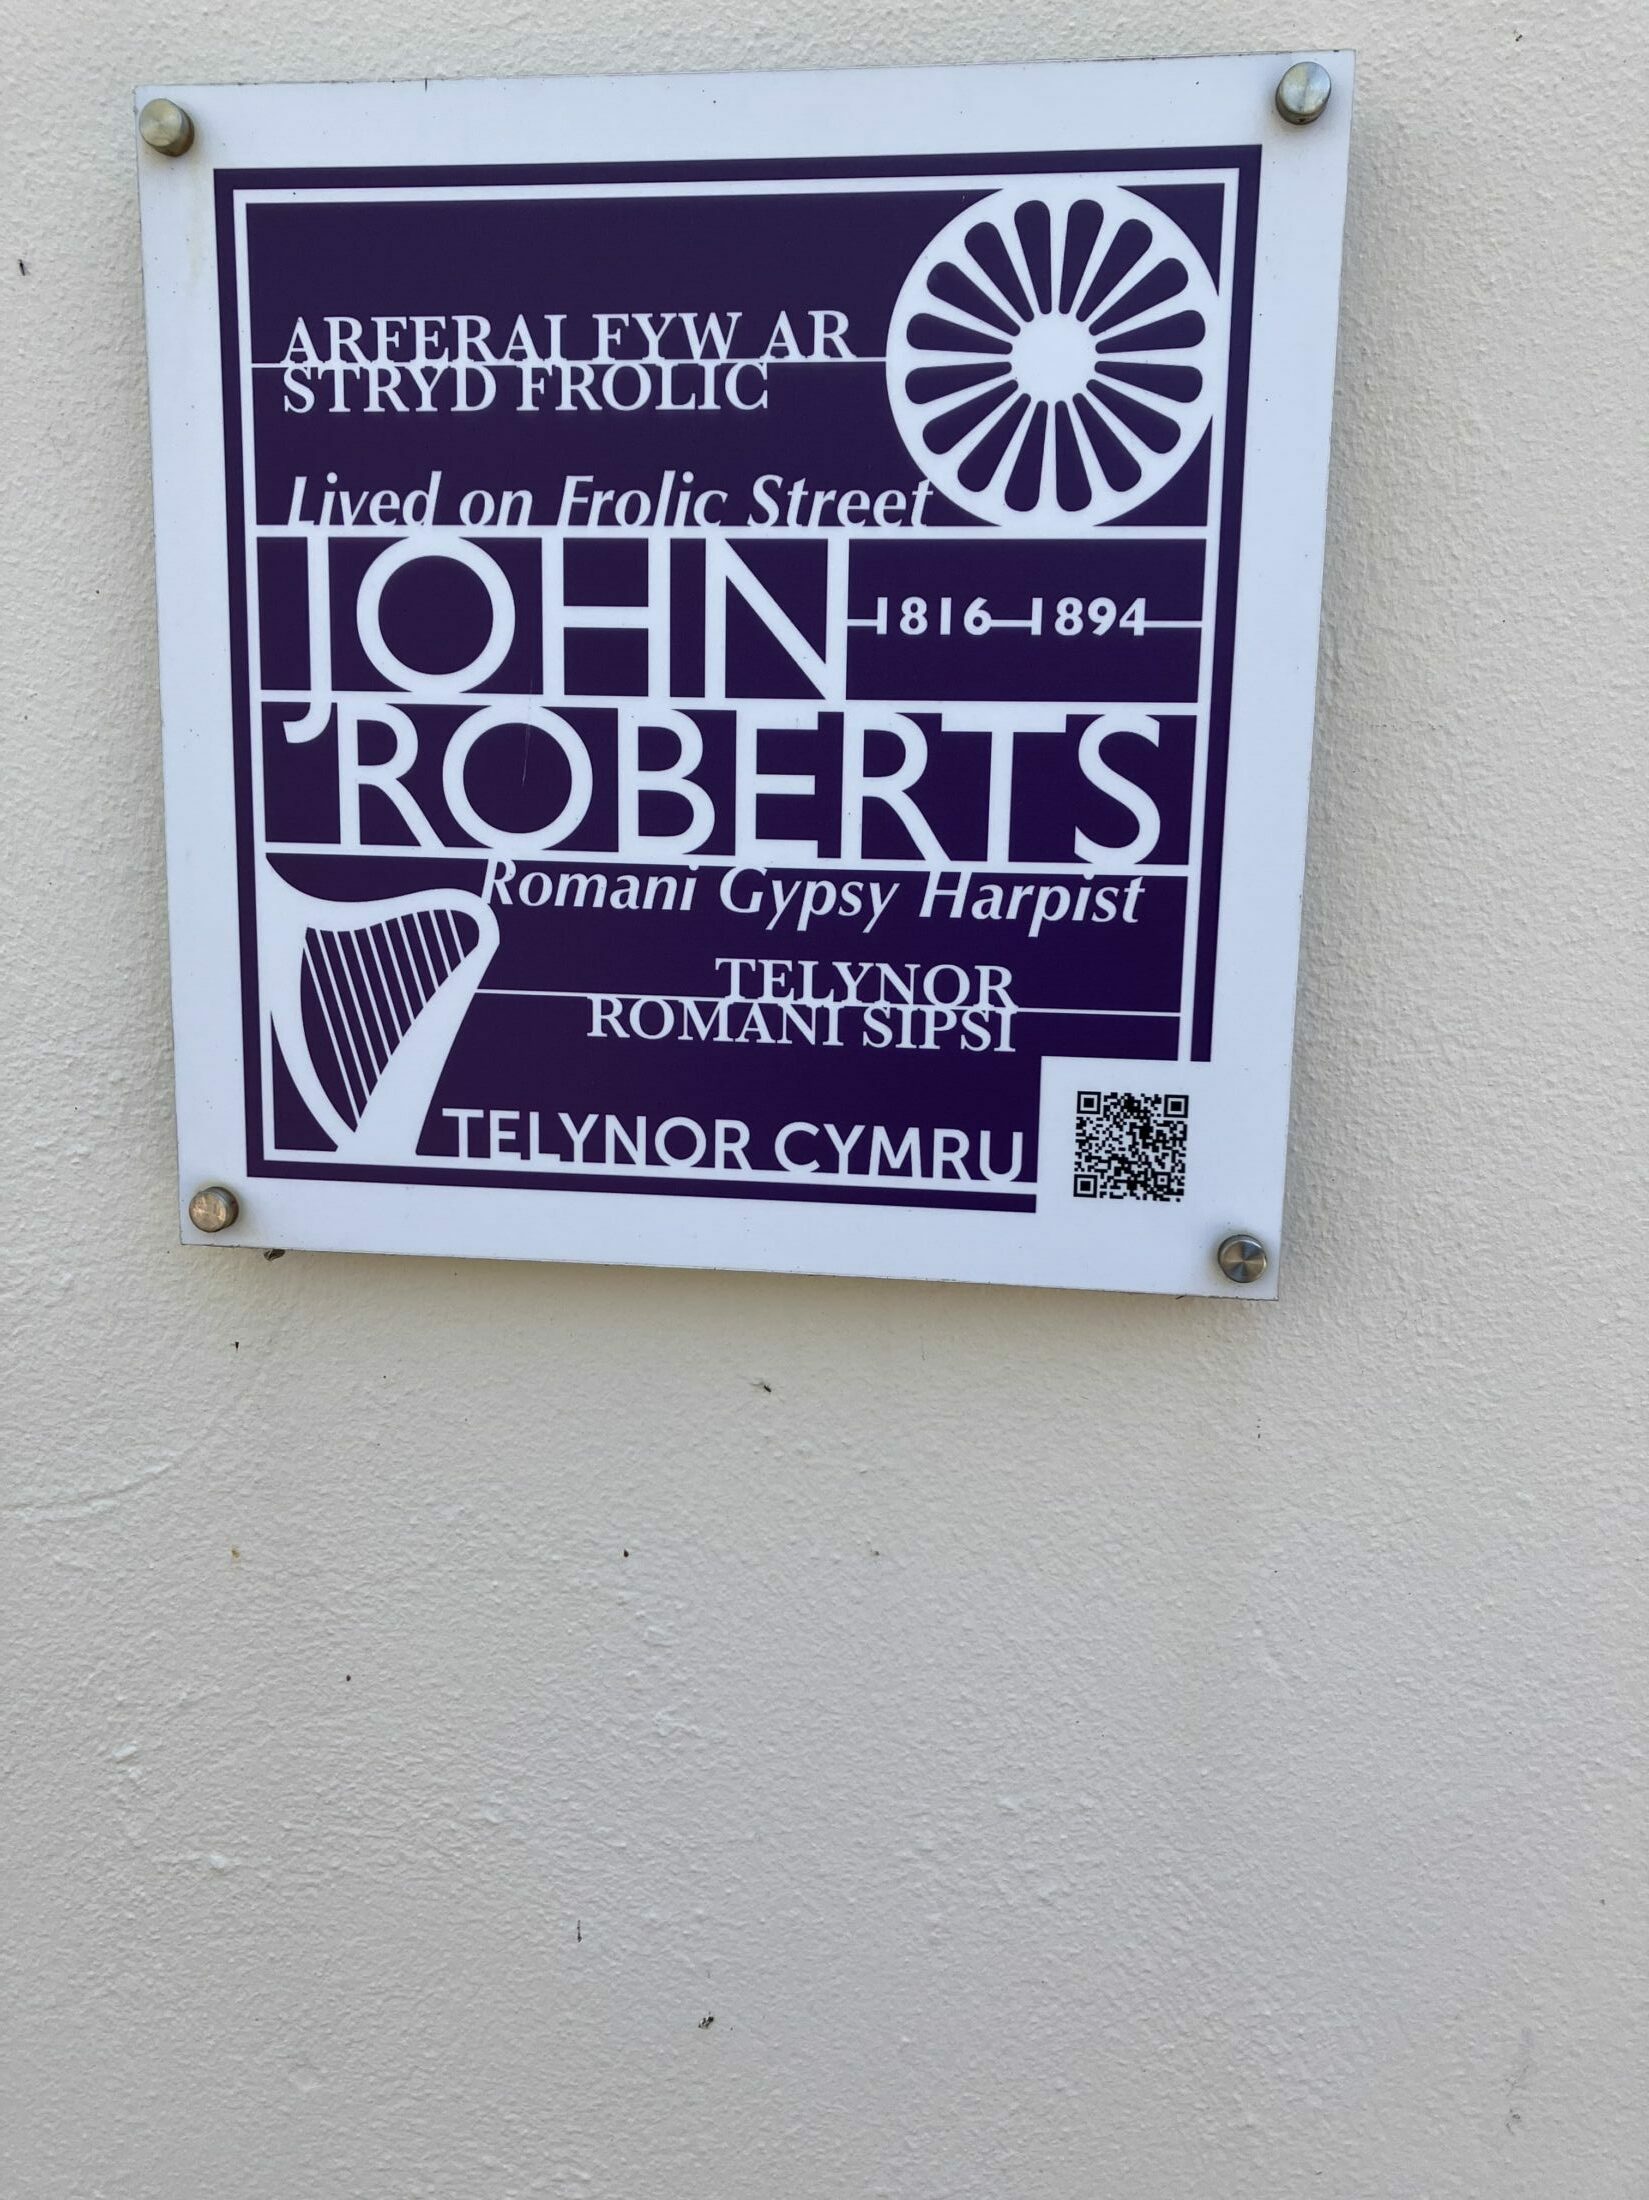 ARFERAI FYW AR
STRYD FROLIC
Lived on Frolic Street
JOHN
1816–1894
ROBERTS
Romani Gypsy Harpist
TELYNOR
ROMANI SIPSI
TELYNOR CYMRU